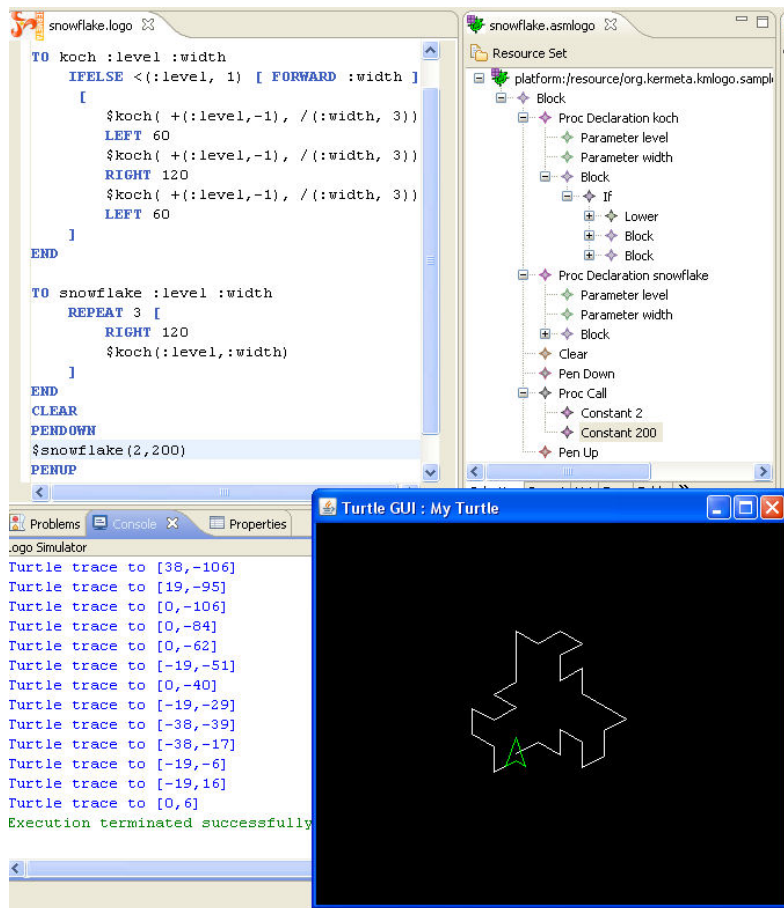 snowflake.logo
TO koch :level :width
IFELSE <(:level, 1) [ FORWARD :width ]
[
$koch( +(:level,-1), /(:width, 3))
LEFT 60
$koch( +(:level,-1), /(:width, 3))
RIGHT 120
$koch( +(:level,-1), /(:width, 3))
LEFT 60
]
END
TO snowflake :level :width
REPEAT 3 [
RIGHT 120
$koch(:level,:width)
]
END
CLEAR
PENDOWN
$snowflake(2,200)
PENUP
snowflake.asmlogo
Resource Set
platform:/resource/org.kermeta.kmlogo.sampl
Block
Proc Declaration koch
Parameter level
Parameter width
Block
If
Lower
Block
Block
Proc Declaration snowflake
Parameter level
Parameter width
Block
Clear
Pen Down
Proc Call
Constant 2
Constant 200
Pen Up
Problems Console Properties
Logo Simulator
Turtle trace to [38,-106]
Turtle trace to [19,-95]
Turtle trace to [0,-106]
Turtle trace to [0,-84]
Turtle trace to [0,-62]
Turtle trace to [-19,-51]
Turtle trace to [0,-40]
Turtle trace to [-19,-29]
Turtle trace to [-38,-39]
Turtle trace to [-38,-17]
Turtle trace to [-19,-6]
Turtle trace to [-19,16]
Turtle trace to [0,6]
Execution terminated successfully
Turtle GUI : My Turtle